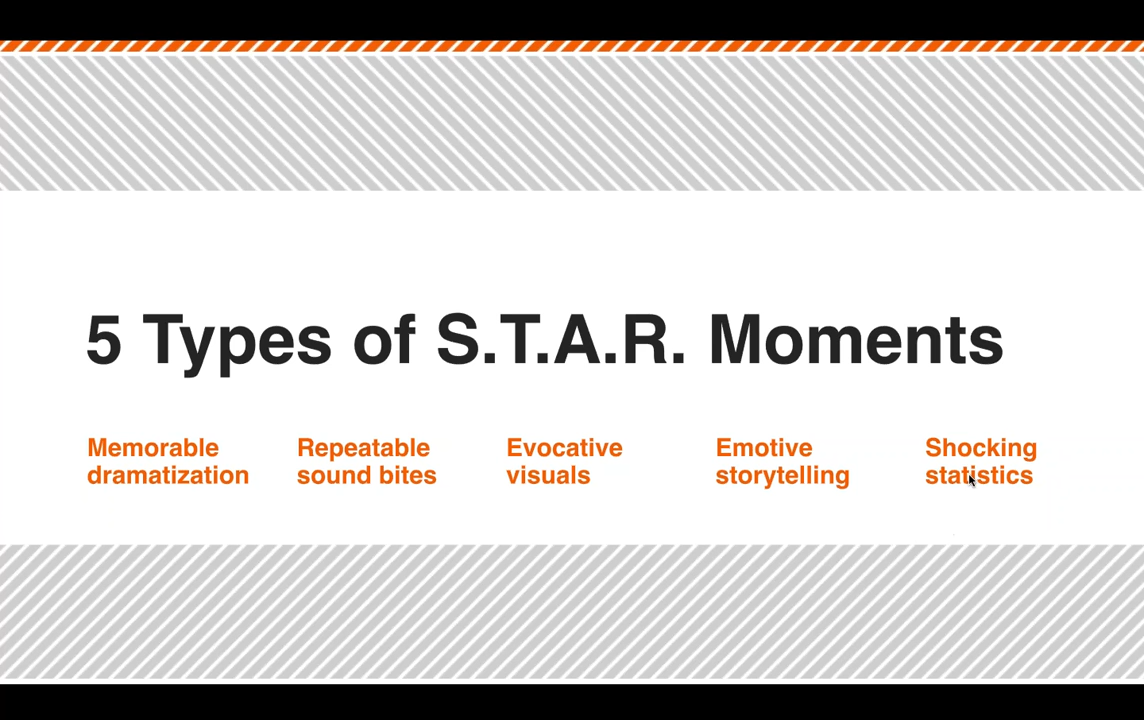 5 Types of S.T.A.R. Moments
Memorable
dramatization
Repeatable
sound bites
Evocative
visuals
Emotive
storytelling
Shocking
statistics